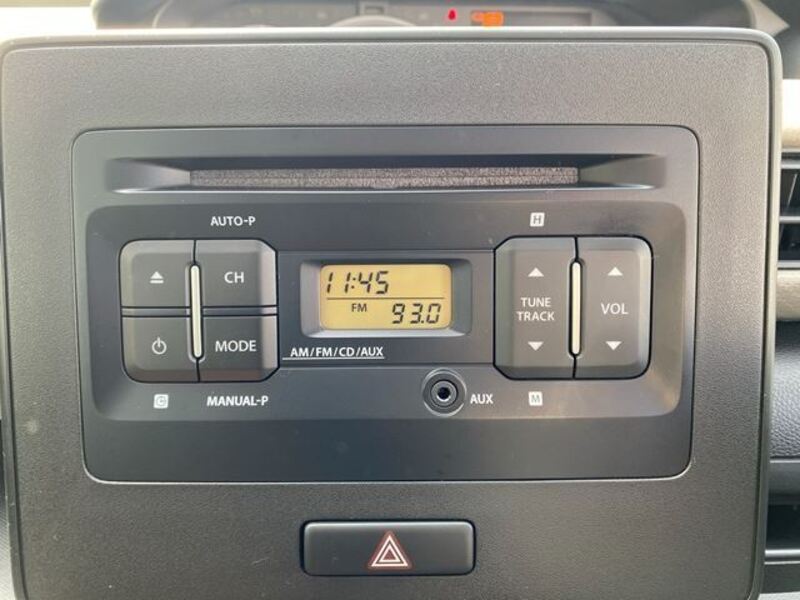 AUTO-P
H
CH
11:45
TUNE
TRACK
VOL
FM
93.0
MODE
AM/FM/CD/AUX
C
MANUAL-P
AUX
M